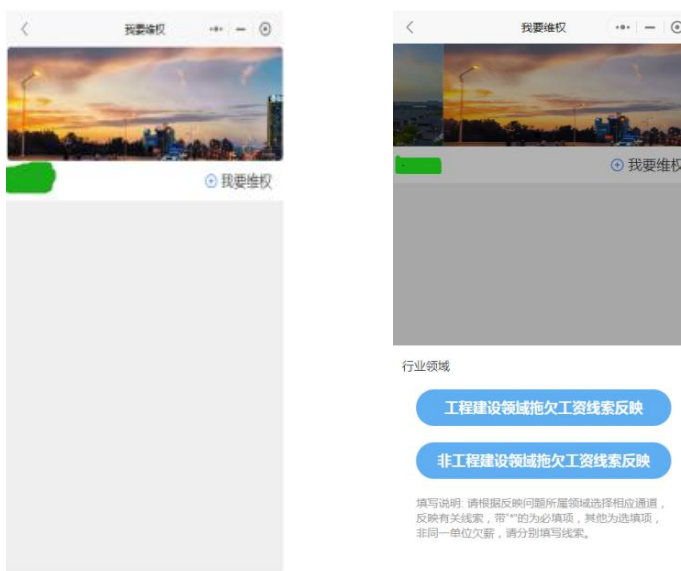 我要维权
我要维权
我要维权
我要维权
行业领域
工程建设领域拖欠工资线索反映
非工程建设领域拖欠工资线索反映
填写说明: 请根据反映问题所属领域选择相应通道，
反映有关线索，带"*"的为必填项，其他为选填项，
非同一单位欠薪，请分别填写线索。